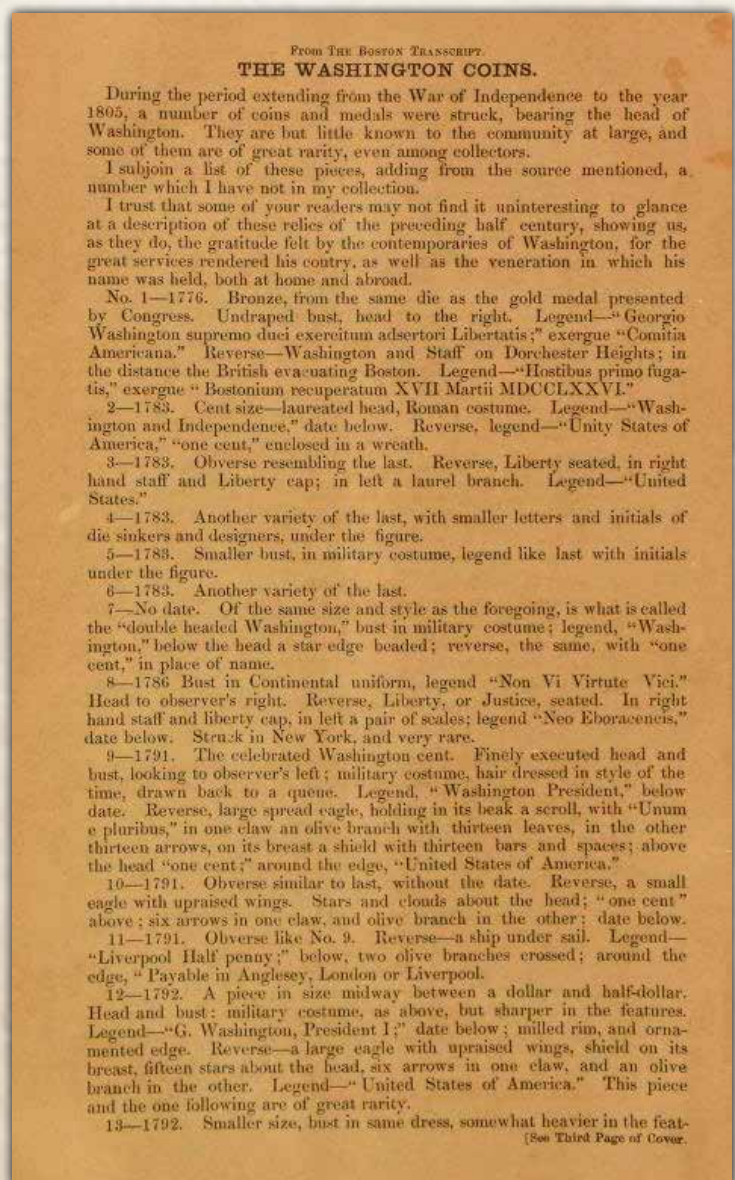 From THE BOSTON TRANSCRIPT.
THE WASHINGTON COINS.
During the period extending from the War of Independence to the year
1805, a number of coins and medals were struck, bearing the head of
Washington. They are but little known to the community at large, and
some of them are of great rarity, even among collectors.
I subjoin a list of these pieces, adding from the source mentioned, a
number which I have not in my collection.
I trust that some of your readers may not find it uninteresting to glance
at a description of these relics of the preceding half century, showing us,
as they do, the gratitude felt by the contemporaries of Washington, for the
great services rendered his coutry, as well as the veneration in which his
name was held, both at home and abroad.
No. 1—1776. Bronze, from the same die as the gold medal presented
by Congress. Undraped bust, head to the right. Legend—"Georgio
Washington supremo duci exercitum adsertori Libertatis;" exergue "Comitia
Americana." Reverse—Washington and Staff on Dorchester Heights; in
the distance the British evacuating Boston. Legend—"Hostibus primo fuga-
tis," exergue "Bostonium recuperatum XVII Martii MDCCLXXVI."
2—1783. Cent size—laureated head, Roman costume. Legend—"Wash-
ington and Independence," date below. Reverse, legend—"Unity States of
America," "one cent," enclosed in a wreath.
3—1783. Obverse resembling the last. Reverse, Liberty seated, in right
hand staff and Liberty cap; in left a laurel branch. Legend—"United
States."
4—1783. Another variety of the last, with smaller letters and initials of
die sinkers and designers, under the figure.
5—1783. Smaller bust, in military costume, legend like last with initials
under the figure.
6—1783. Another variety of the last.
7—No date. Of the same size and style as the foregoing, is what is called
the "double headed Washington," bust in military costume; legend, "Wash-
ington," below the head a star edge beaded; reverse, the same, with "one
cent," in place of name.
8—1786 Bust in Continental uniform, legend "Non Vi Virtute Vici."
Head to observer's right. Reverse, Liberty, or Justice, seated. In right
hand staff and liberty cap, in left a pair of scales; legend "Neo Eboracencis,"
date below. Struck in New York, and very rare.
9—1791. The celebrated Washington cent. Finely executed head and
bust, looking to observer's left; military costume, hair dressed in style of the
time, drawn back to a queue. Legend, "Washington President," below
date. Reverse, large spread eagle, holding in its beak a scroll, with "Unum
e pluribus," in one claw an olive branch with thirteen leaves, in the other
thirteen arrows, on its breast a shield with thirteen bars and spaces; above
the head "one cent;" around the edge, "United States of America."
10—1791. Obverse similar to last, without the date. Reverse, a small
eagle with upraised wings. Stars and clouds about the head; "one cent"
above; six arrows in one claw, and olive branch in the other; date below.
11—1791. Obverse like No. 9. Reverse—a ship under sail. Legend—
"Liverpool Half penny;" below, two olive branches crossed; around the
edge, "Payable in Anglesey, London or Liverpool.
12—1792. A piece in size midway between a dollar and half-dollar.
Head and bust: military costume, as above, but sharper in the features.
Legend—"G. Washington, President I;" date below; milled rim, and orna-
mented edge. Reverse—a large eagle with upraised wings, shield on its
breast, fifteen stars about the head, six arrows in one claw, and an olive
branch in the other. Legend—"United States of America." This piece
and the one following are of great rarity.
13—1792. Smaller size, bust in same dress, somewhat heavier in the feat-
[See Third Page of Cover.